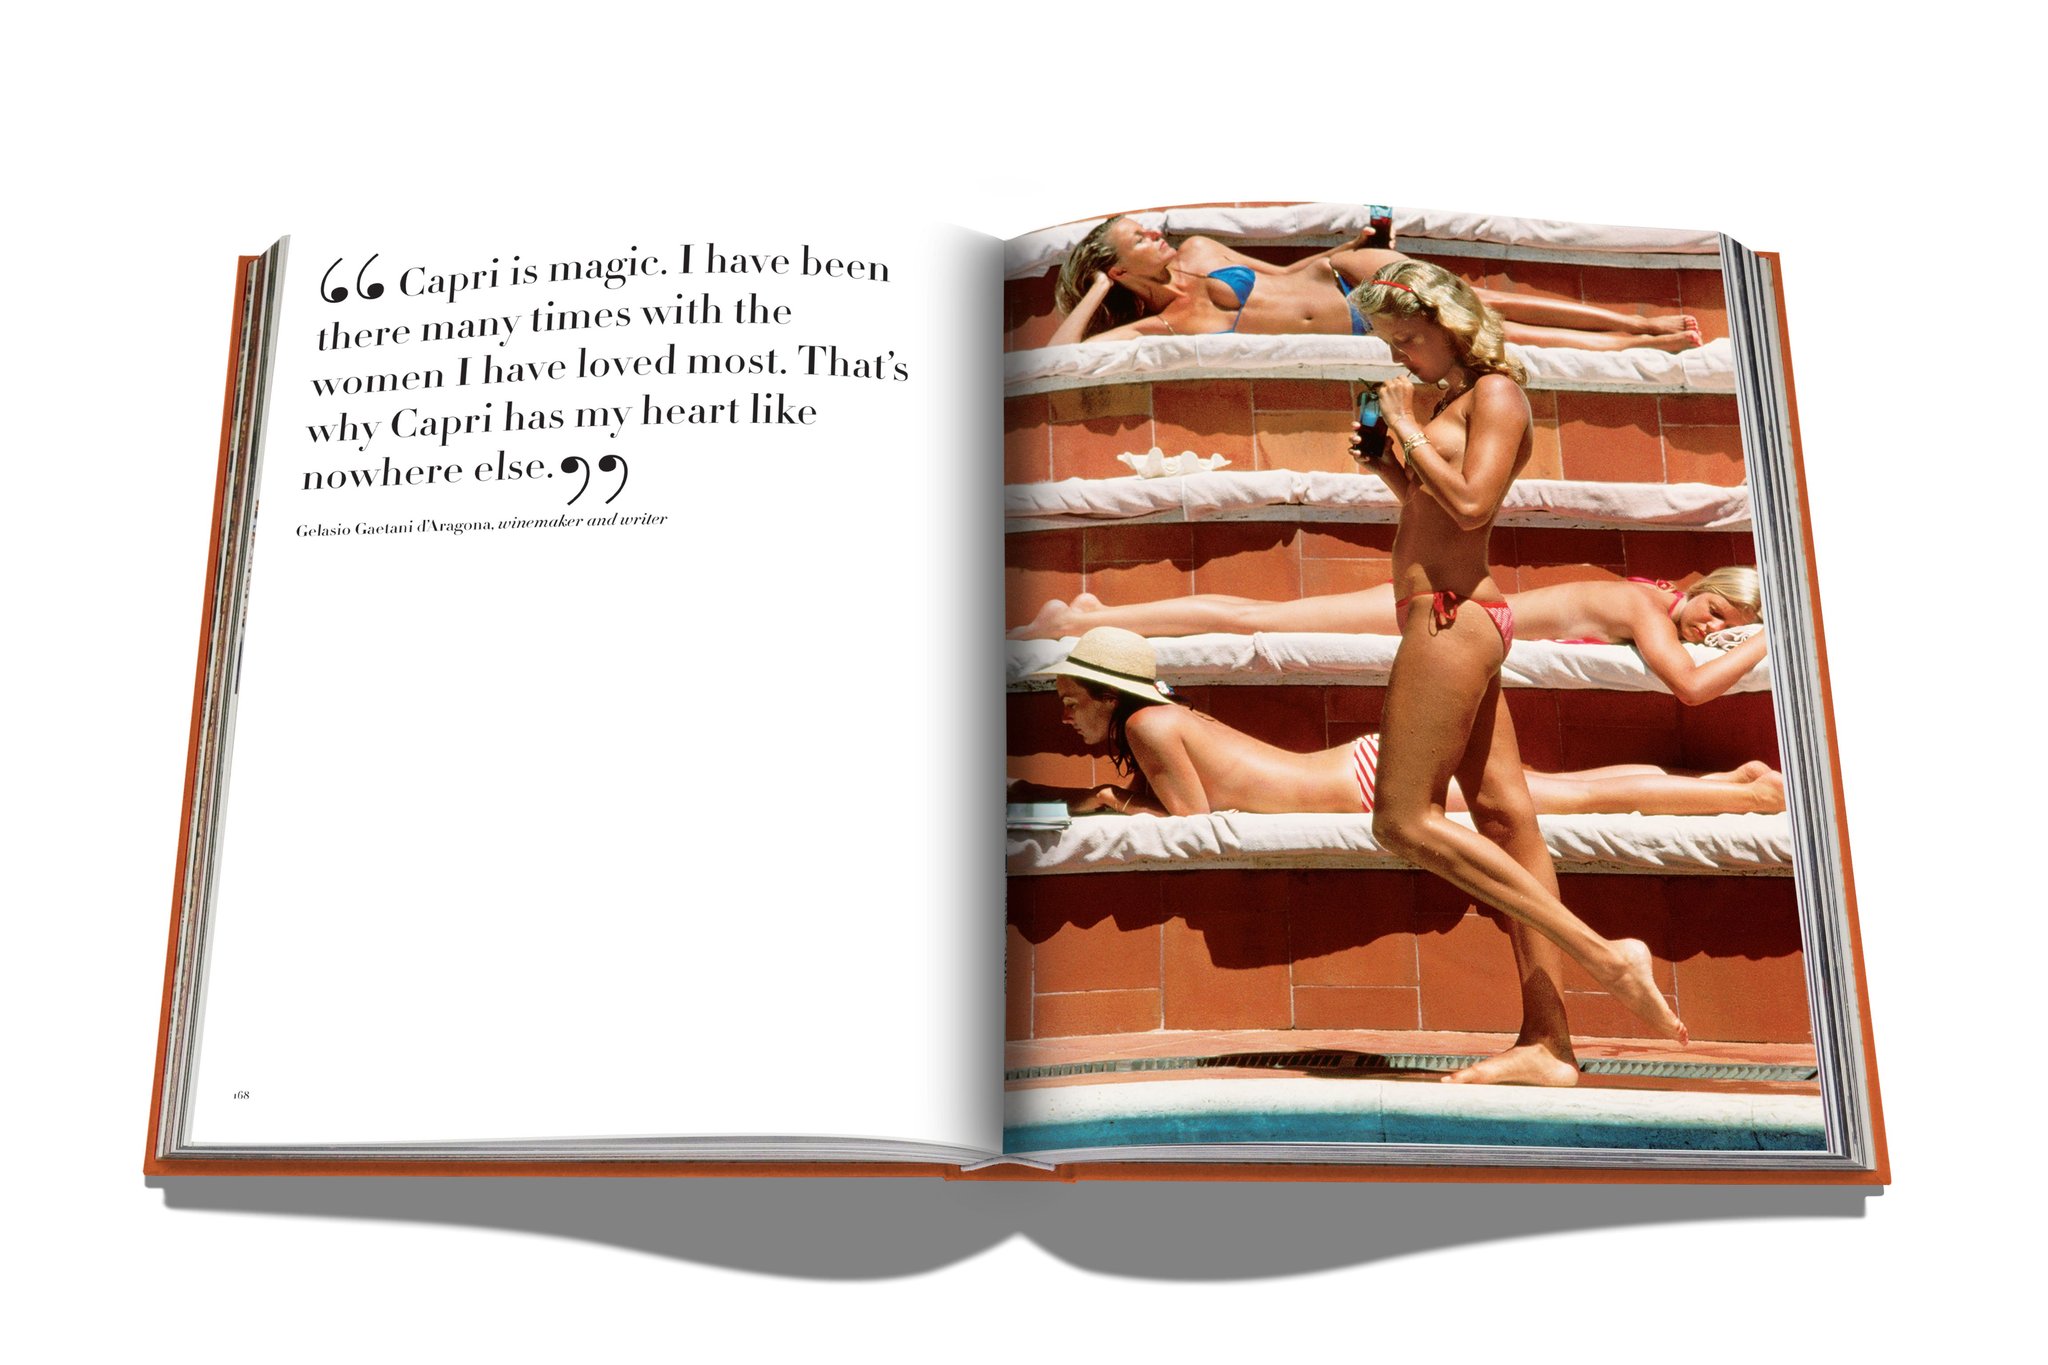 “Capri is magic. I have been
there many times with the
women I have loved most. That’s
why Capri has my heart like
nowhere else.”
Gelasio Gaetani d’Aragona, winemaker and writer
168